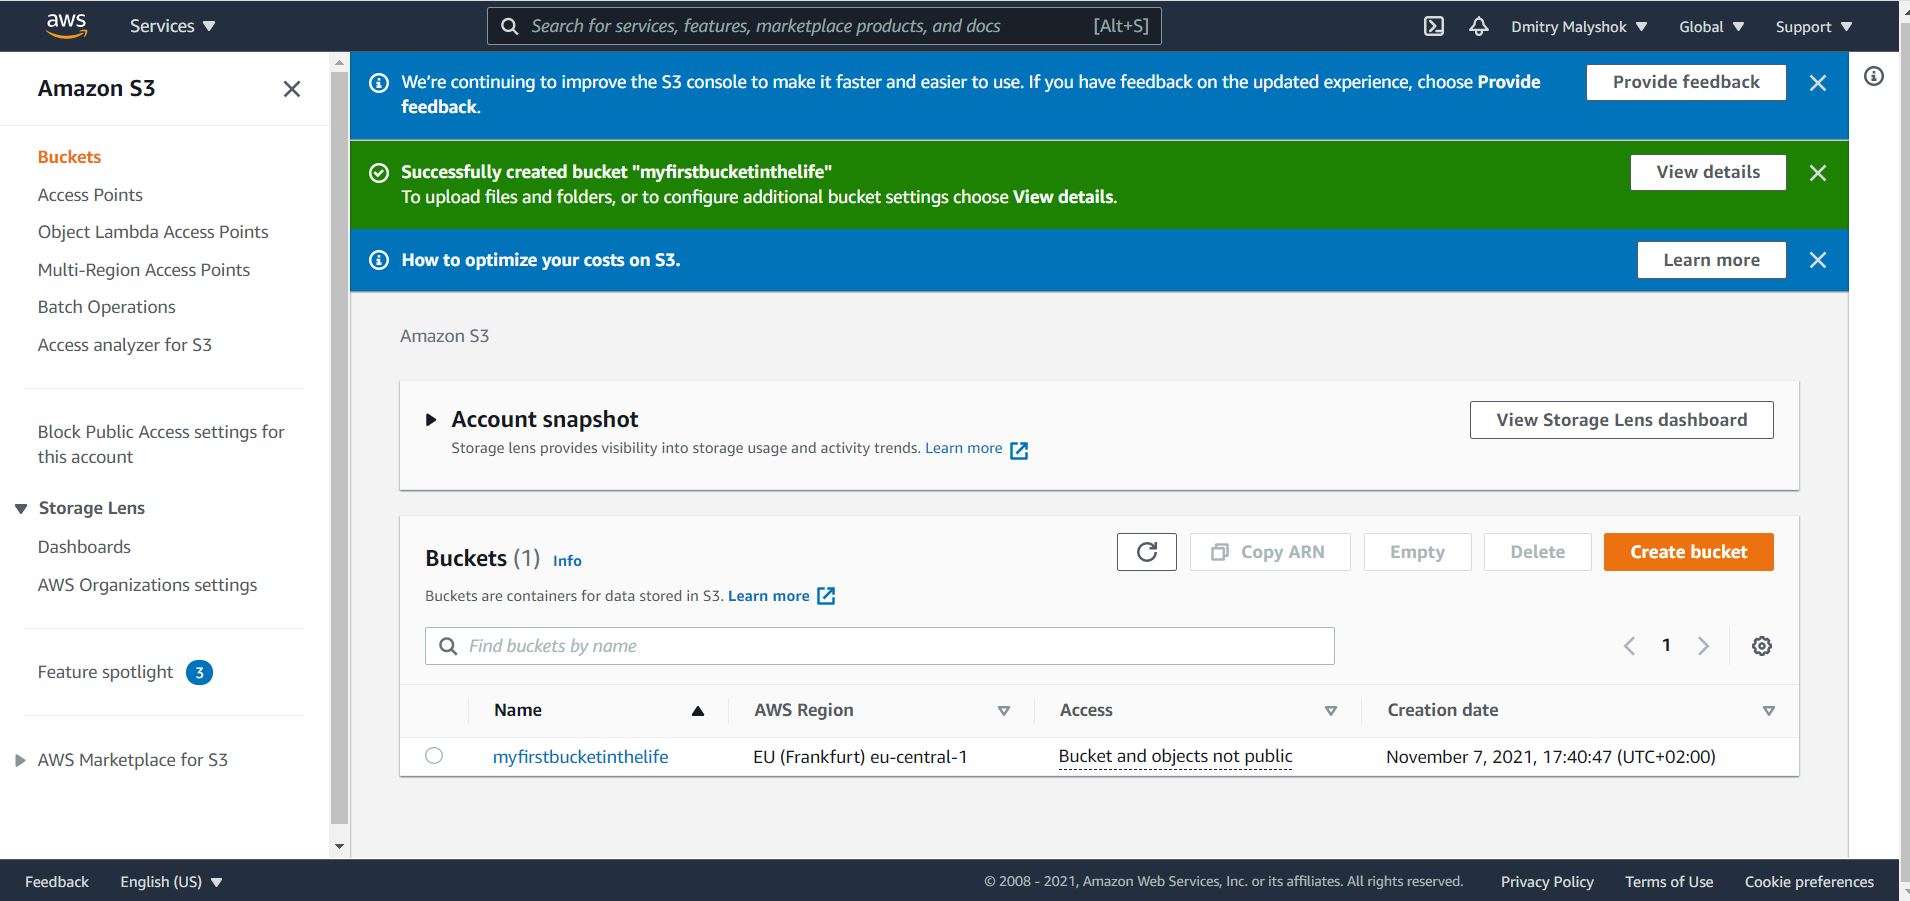 aws
Services
Search for services, features, marketplace products, and docs [Alt+S]
Dmitry Malyshok
Global
Support
Amazon S3
Buckets
Access Points
Object Lambda Access Points
Multi-Region Access Points
Batch Operations
Access analyzer for S3
Block Public Access settings for
this account
Storage Lens
Dashboards
AWS Organizations settings
Feature spotlight 3
AWS Marketplace for S3
We’re continuing to improve the S3 console to make it faster and easier to use. If you have feedback on the updated experience, choose Provide
feedback.
Provide feedback
Successfully created bucket "myfirstbucketinthelife"
To upload files and folders, or to configure additional bucket settings choose View details.
View details
How to optimize your costs on S3.
Learn more
Amazon S3
Account snapshot
Storage lens provides visibility into storage usage and activity trends. Learn more
View Storage Lens dashboard
Buckets (1) Info
Copy ARN
Empty
Delete
Create bucket
Buckets are containers for data stored in S3. Learn more
Find buckets by name
1
Name AWS Region Access Creation date
myfirstbucketinthelife EU (Frankfurt) eu-central-1 Bucket and objects not public November 7, 2021, 17:40:47 (UTC+02:00)
Feedback English (US) © 2008 - 2021, Amazon Web Services, Inc. or its affiliates. All rights reserved. Privacy Policy Terms of Use Cookie preferences